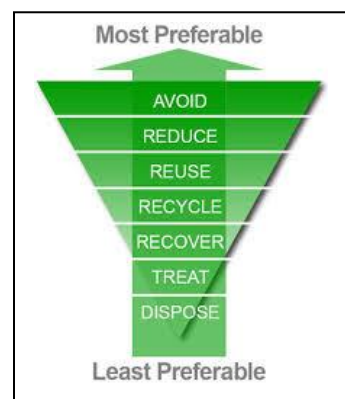 Most Preferable
AVOID
REDUCE
REUSE
RECYCLE
RECOVER
TREAT
DISPOSE
Least Preferable